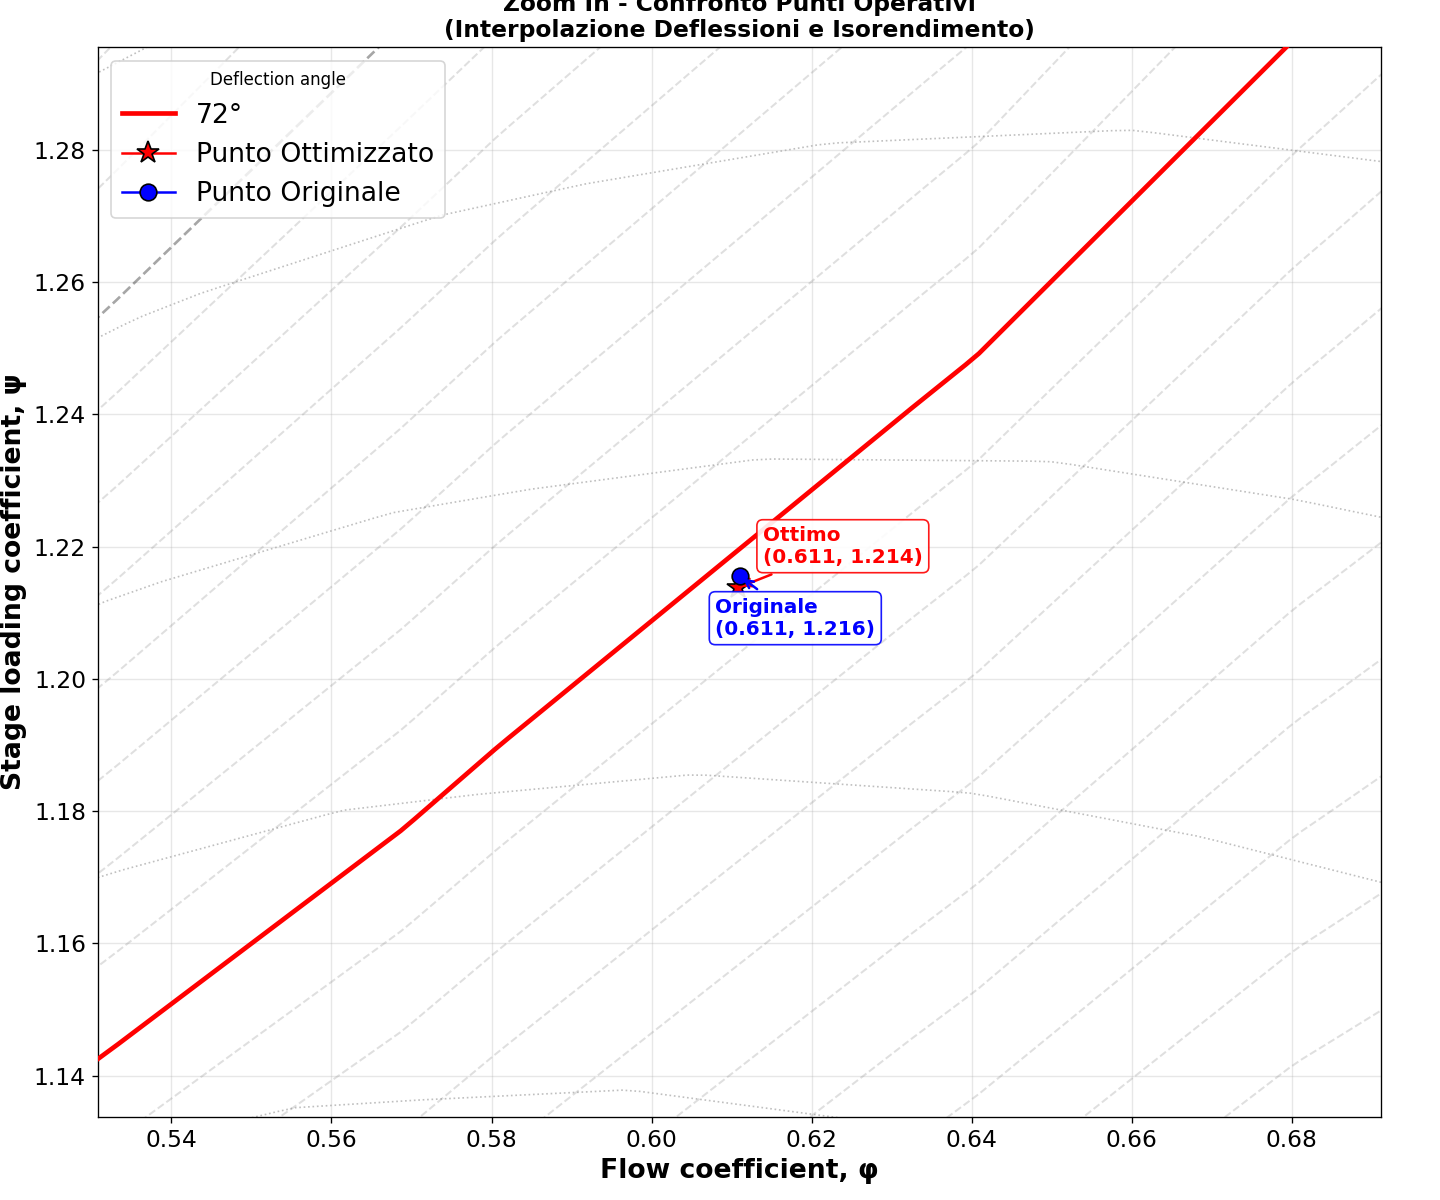 Zoom In - Confronto Punti Operativi
(Interpolazione Deflessioni e Isorendimento)
Deflection angle
72°
Punto Ottimizzato
Punto Originale
Stage loading coefficient, ψ
1.28
1.26
1.24
1.22
1.20
1.18
1.16
1.14
Ottimo
(0.611, 1.214)
Originale
(0.611, 1.216)
0.54
0.56
0.58
0.60
0.62
0.64
0.66
0.68
Flow coefficient, φ